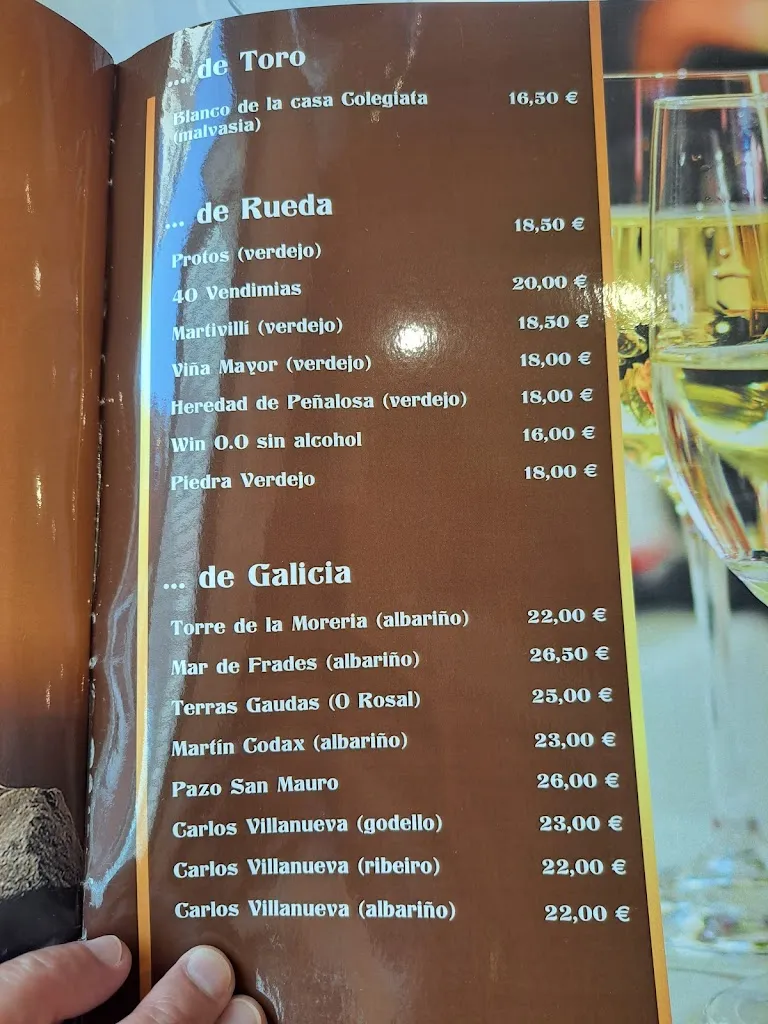 ... de Toro
Blanco de la casa Colegiata 16,50 €
(malvasia)
... de Rueda
Protos (verdejo) 18,50 €
40 Vendimias 20,00 €
Martivillí (verdejo) 18,50 €
Viña Mayor (verdejo) 18,00 €
Heredad de Peñalosa (verdejo) 18,00 €
Win 0.0 sin alcohol 16,00 €
Piedra Verdejo 18,00 €
... de Galicia
Torre de la Moreria (albariño) 22,00 €
Mar de Frades (albariño) 26,50 €
Terras Gaudas (O Rosal) 25,00 €
Martín Codax (albariño) 23,00 €
Pazo San Mauro 26,00 €
Carlos Villanueva (godello) 23,00 €
Carlos Villanueva (ribeiro) 22,00 €
Carlos Villanueva (albariño) 22,00 €